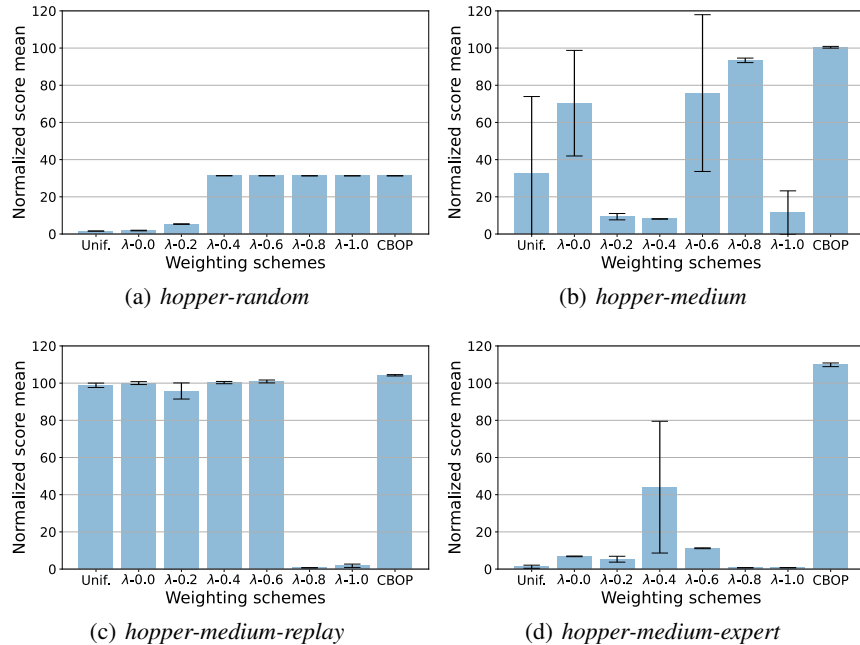 120
100
80
60
40
20
0
Normalized score mean
Unif. λ-0.0 λ-0.2 λ-0.4 λ-0.6 λ-0.8 λ-1.0 CBOP
Weighting schemes
(a) hopper-random
120
100
80
60
40
20
0
Normalized score mean
Unif. λ-0.0 λ-0.2 λ-0.4 λ-0.6 λ-0.8 λ-1.0 CBOP
Weighting schemes
(b) hopper-medium
120
100
80
60
40
20
0
Normalized score mean
Unif. λ-0.0 λ-0.2 λ-0.4 λ-0.6 λ-0.8 λ-1.0 CBOP
Weighting schemes
(c) hopper-medium-replay
120
100
80
60
40
20
0
Normalized score mean
Unif. λ-0.0 λ-0.2 λ-0.4 λ-0.6 λ-0.8 λ-1.0 CBOP
Weighting schemes
(d) hopper-medium-expert